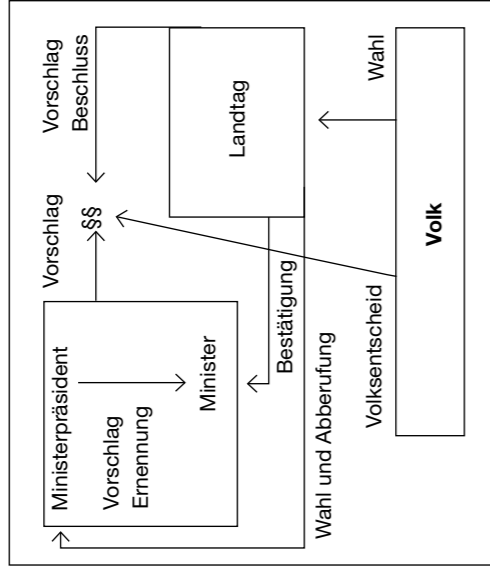 Ministerpräsident
Vorschlag
Ernennung
Minister
Vorschlag
§§
Vorschlag
Beschluss
Landtag
Bestätigung
Wahl und Abberufung
Volksentscheid
Wahl
Volk